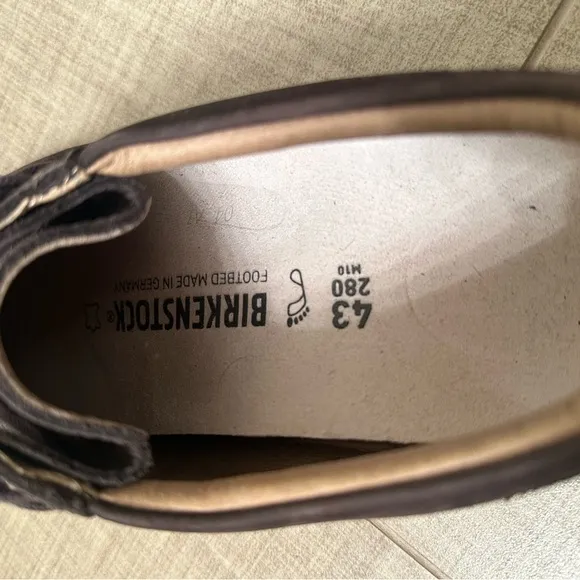 BIRKENSTOCK®
FOOTBED MADE IN GERMANY
43
280
M10